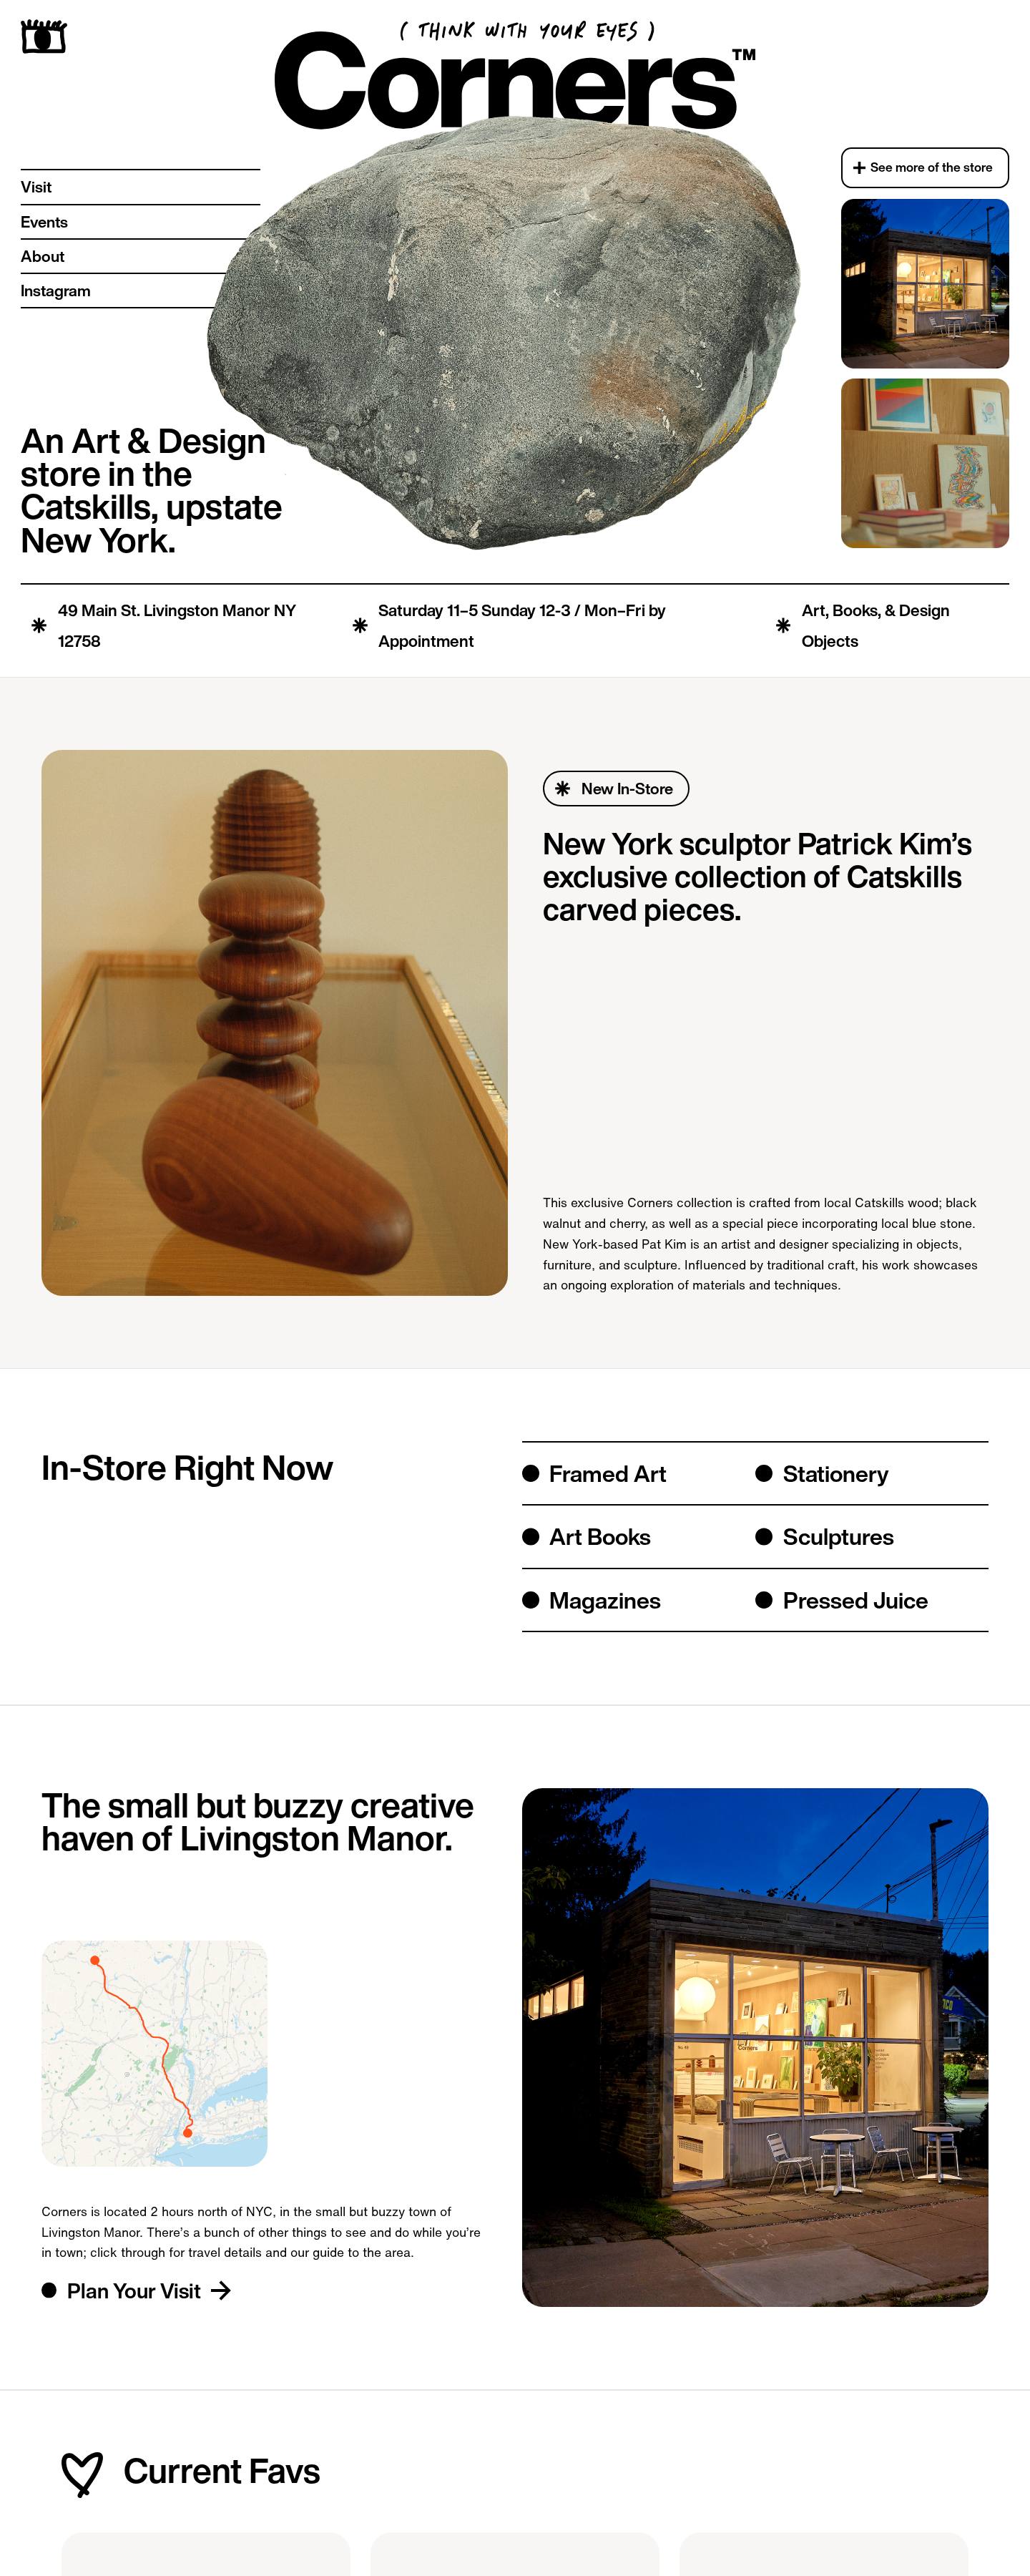 ( THINK WITH YOUR EYES )
Corners™
Visit
Events
About
Instagram
+ See more of the store
An Art & Design
store in the
Catskills, upstate
New York.
49 Main St. Livingston Manor NY
12758
Saturday 11–5 Sunday 12-3 / Mon–Fri by
Appointment
Art, Books, & Design
Objects
New In-Store
New York sculptor Patrick Kim’s
exclusive collection of Catskills
carved pieces.
This exclusive Corners collection is crafted from local Catskills wood; black
walnut and cherry, as well as a special piece incorporating local blue stone.
New York-based Pat Kim is an artist and designer specializing in objects,
furniture, and sculpture. Influenced by traditional craft, his work showcases
an ongoing exploration of materials and techniques.
In-Store Right Now
Framed Art
Stationery
Art Books
Sculptures
Magazines
Pressed Juice
The small but buzzy creative
haven of Livingston Manor.
Corners
Corners is located 2 hours north of NYC, in the small but buzzy town of
Livingston Manor. There’s a bunch of other things to see and do while you’re
in town; click through for travel details and our guide to the area.
Plan Your Visit →
Current Favs